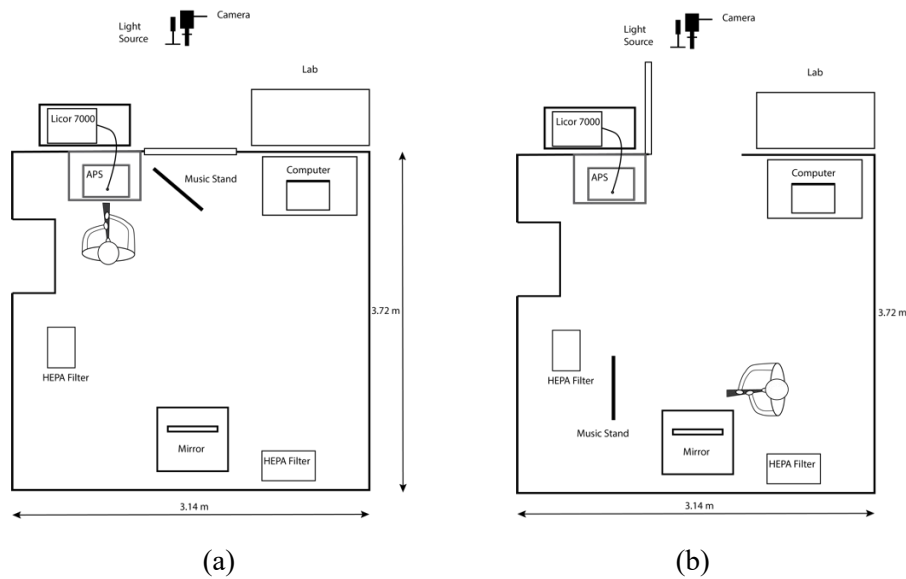 Light
Source
Camera
Lab
Licor 7000
APS
Music Stand
Computer
3.72 m
HEPA Filter
Mirror
HEPA Filter
3.14 m
(a)
Light
Source
Camera
Lab
Licor 7000
APS
Computer
3.72 m
HEPA Filter
Music Stand
Mirror
HEPA Filter
3.14 m
(b)